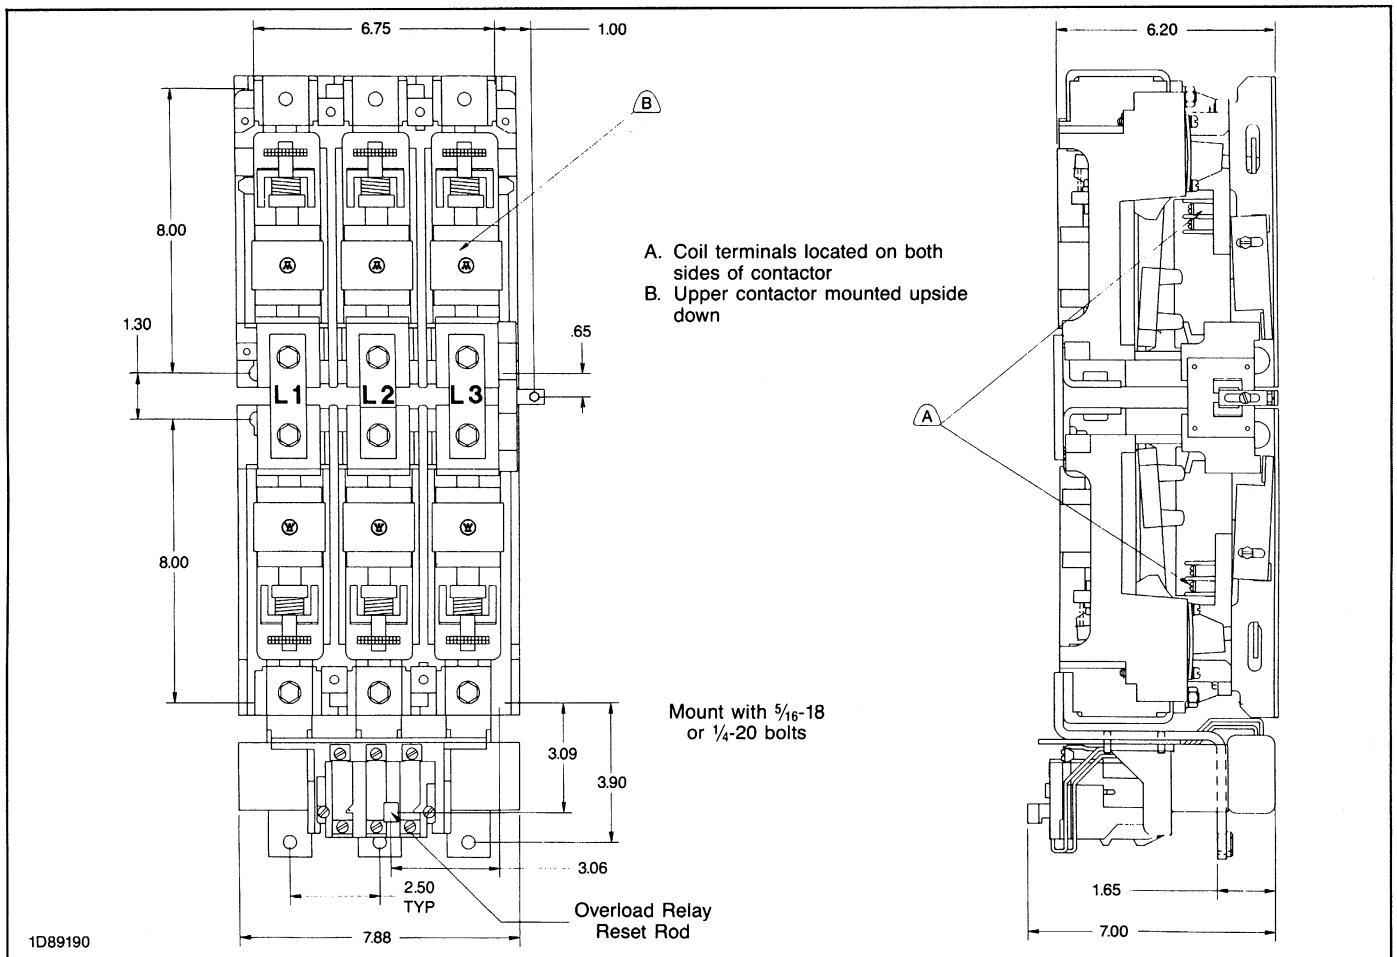 6.75
1.00
6.20
B
8.00
A. Coil terminals located on both
sides of contactor
B. Upper contactor mounted upside
down
1.30
.65
L1
L2
L3
A
8.00
Mount with 5/16-18
or 1/4-20 bolts
3.09
3.90
3.06
2.50
TYP
1.65
Overload Relay
Reset Rod
7.88
7.00
1D89190